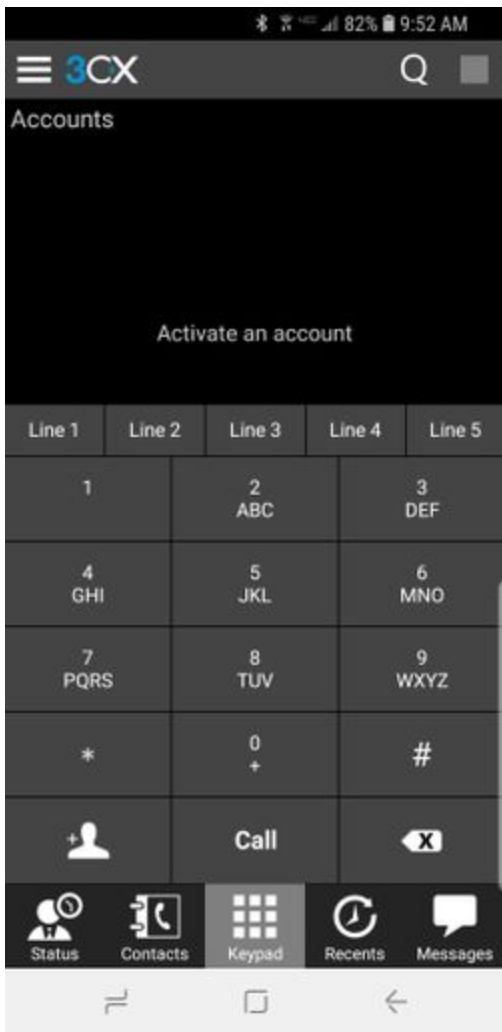 82% 9:52 AM
3CX
Accounts
Activate an account
Line 1 Line 2 Line 3 Line 4 Line 5
1 2 3
ABC DEF
4 5 6
GHI JKL MNO
7 8 9
PQRS TUV WXYZ
* 0 #
+
+ Call X
Status Contacts Keypad Recents Messages